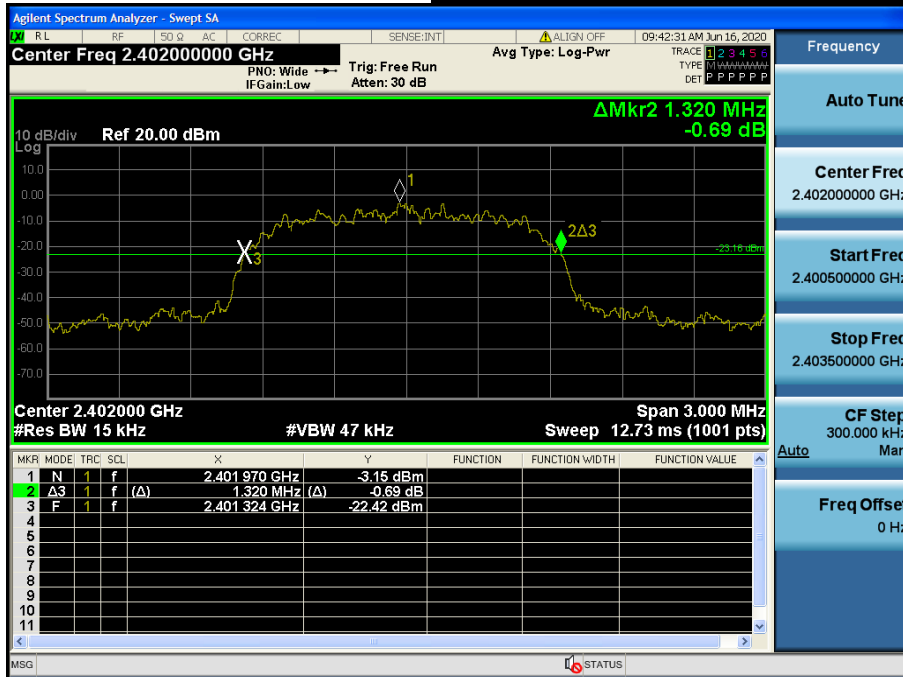 Agilent Spectrum Analyzer - Swept SA
LXI RL RF 50 Ω AC CORREC SENSE:INT ALIGN OFF 09:42:31 AM Jun 16, 2020
Center Freq 2.402000000 GHz
PNO: Wide
IFGain:Low
Trig: Free Run
Atten: 30 dB
Avg Type: Log-Pwr
TRACE 1 2 3 4 5 6
TYPE M
DET P P P P P P
ΔMkr2 1.320 MHz
-0.69 dB
10 dB/div Ref 20.00 dBm
Log
10.0
0.00
-10.0
-20.0
-30.0
-40.0
-50.0
-60.0
-70.0
1
2Δ3
3
-23.16 dBm
Center 2.402000 GHz Span 3.000 MHz
#Res BW 15 kHz #VBW 47 kHz Sweep 12.73 ms (1001 pts)
MKR MODE TRC SCL X Y FUNCTION FUNCTION WIDTH FUNCTION VALUE
1 N 1 f 2.401 970 GHz -3.15 dBm
2 Δ3 1 f (Δ) 1.320 MHz (Δ) -0.69 dB
3 F 1 f 2.401 324 GHz -22.42 dBm
4
5
6
7
8
9
10
11
MSG STATUS
Frequency
Auto Tune
Center Freq
2.402000000 GHz
Start Freq
2.400500000 GHz
Stop Freq
2.403500000 GHz
CF Step
300.000 kHz
Auto Man
Freq Offset
0 Hz